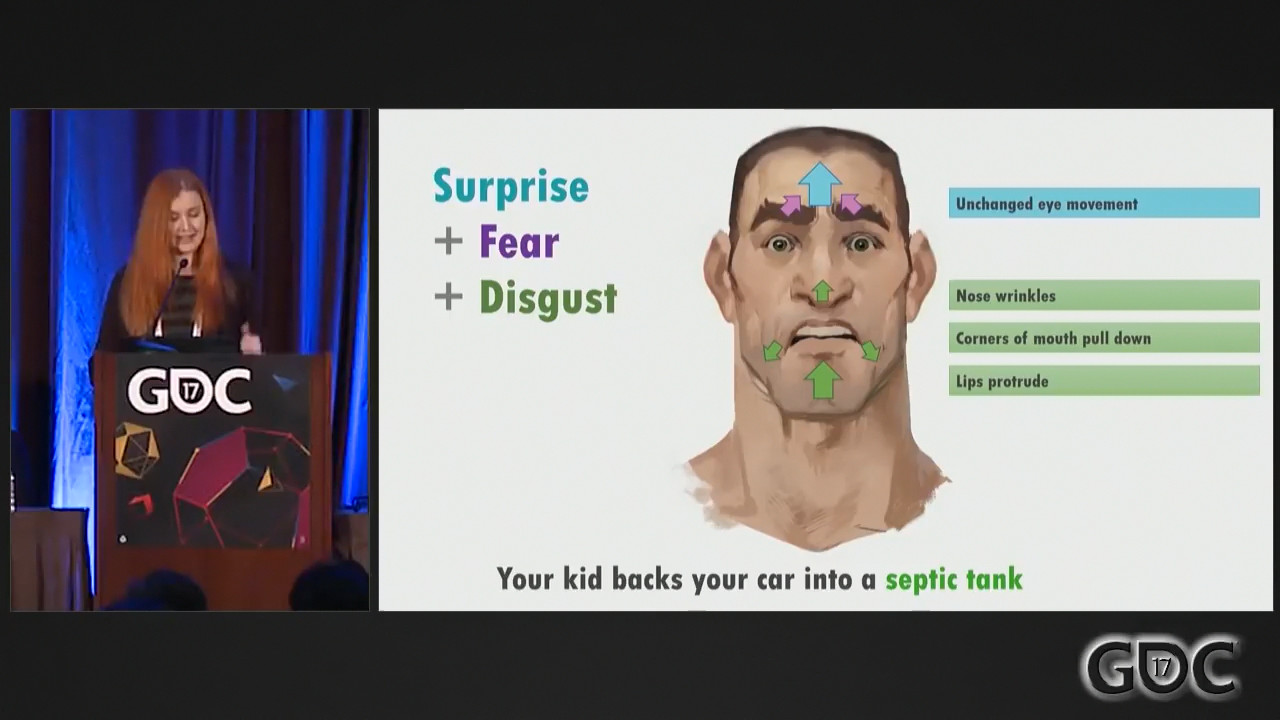 Surprise
+ Fear
+ Disgust
Unchanged eye movement
Nose wrinkles
Corners of mouth pull down
Lips protrude
Your kid backs your car into a septic tank
GDC 17
GDC 17